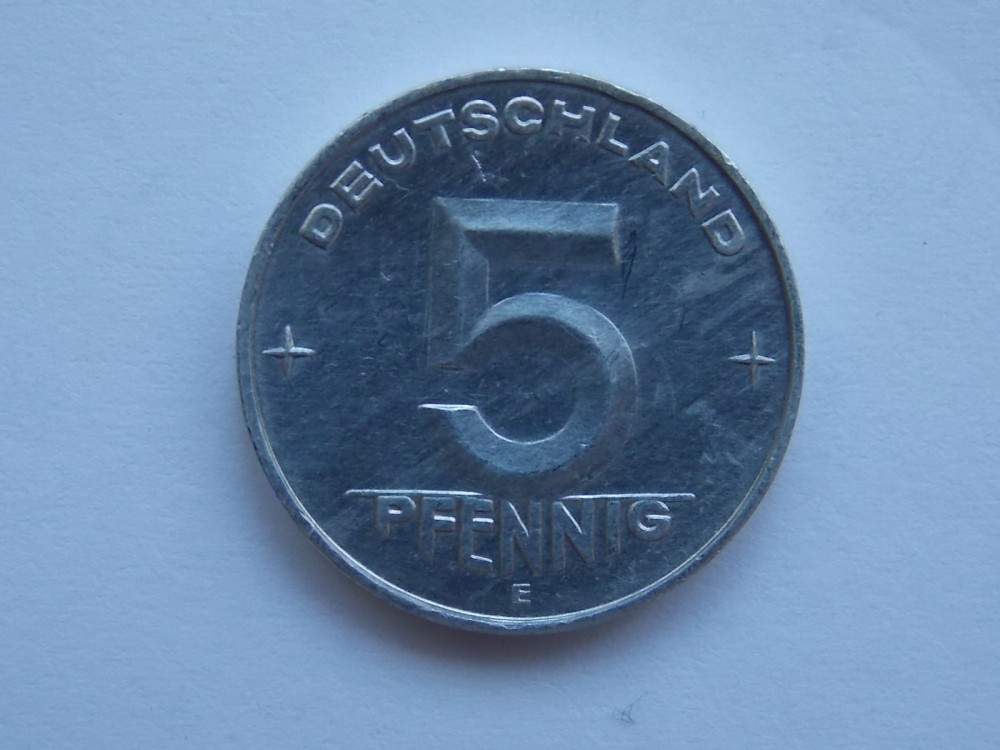 DEUTSCHLAND
5
PFENNIG
E